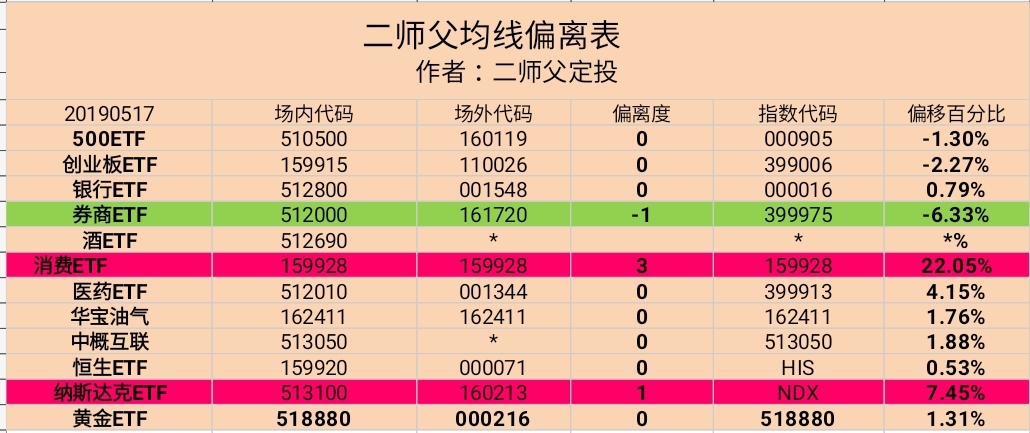 二师父均线偏离表
作者：二师父定投
20190517 场内代码 场外代码 偏离度 指数代码 偏移百分比
500ETF 510500 160119 0 000905 -1.30%
创业板ETF 159915 110026 0 399006 -2.27%
银行ETF 512800 001548 0 000016 0.79%
券商ETF 512000 161720 -1 399975 -6.33%
酒ETF 512690 * * *%
消费ETF 159928 159928 3 159928 22.05%
医药ETF 512010 001344 0 399913 4.15%
华宝油气 162411 162411 0 162411 1.76%
中概互联 513050 * 0 513050 1.88%
恒生ETF 159920 000071 0 HIS 0.53%
纳斯达克ETF 513100 160213 1 NDX 7.45%
黄金ETF 518880 000216 0 518880 1.31%